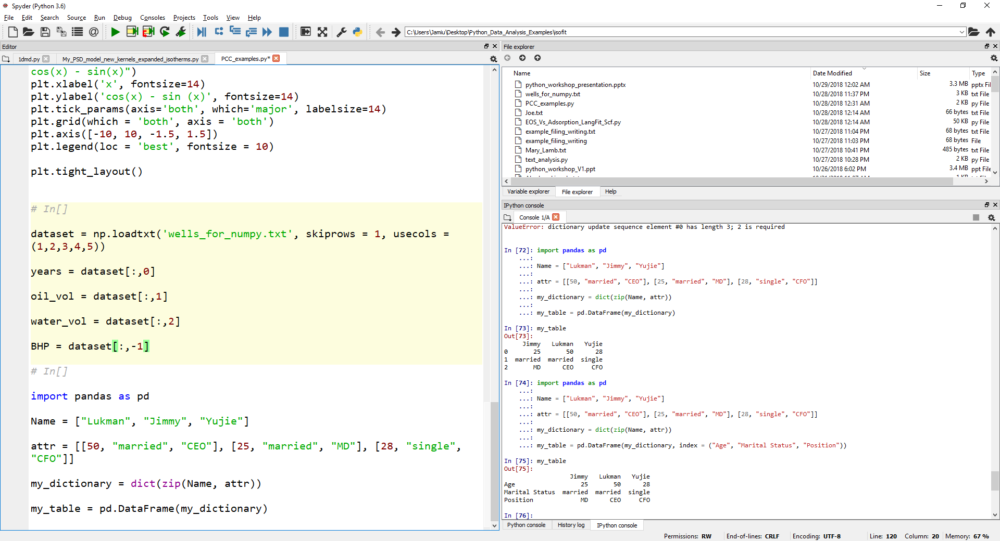 Spyder (Python 3.6)
File Edit Search Source Run Debug Consoles Projects Tools View Help
C:\Users\Jamiu\Desktop\Python_Data_Analysis_Examples\isofit
Editor
1dmd.py My_PSD_model_new_kernels_expanded_isotherms.py PCC_examples.py*
cos(x) - sin(x)")
plt.xlabel('x', fontsize=14)
plt.ylabel('cos(x) - sin (x)', fontsize=14)
plt.tick_params(axis='both', which='major', labelsize=14)
plt.grid(which = 'both', axis = 'both')
plt.axis([-10, 10, -1.5, 1.5])
plt.legend(loc = 'best', fontsize = 10)
plt.tight_layout()
# In[]
dataset = np.loadtxt('wells_for_numpy.txt', skiprows = 1, usecols =
(1,2,3,4,5))
years = dataset[:,0]
oil_vol = dataset[:,1]
water_vol = dataset[:,2]
BHP = dataset[:,-1]
# In[]
import pandas as pd
Name = ["Lukman", "Jimmy", "Yujie"]
attr = [[50, "married", "CEO"], [25, "married", "MD"], [28, "single",
"CFO"]]
my_dictionary = dict(zip(Name, attr))
my_table = pd.DataFrame(my_dictionary)
File explorer
Name Date Modified Size Type
python_workshop_presentation.pptx 10/29/2018 12:02 AM 3.3 MB pptx Fil
wells_for_numpy.txt 10/28/2018 11:37 PM 3 KB txt File
PCC_examples.py 10/28/2018 12:31 AM 2 KB py File
Joe.txt 10/28/2018 12:14 AM 66 bytes txt File
EOS_Vs_Adsorption_LangFit_Scf.py 10/28/2018 12:14 AM 50 KB py File
example_filing_writing.txt 10/27/2018 11:04 PM 68 bytes txt File
example_filing_writing 10/27/2018 11:03 PM 68 bytes File
Mary_Lamb.txt 10/27/2018 10:41 PM 485 bytes txt File
text_analysis.py 10/27/2018 10:28 PM 2 KB py File
python_workshop_V1.ppt 10/26/2018 6:02 PM 3.4 MB ppt File
Variable explorer File explorer Help
IPython console
Console 1/A
ValueError: dictionary update sequence element #0 has length 3; 2 is required
In [72]: import pandas as pd
...:
...: Name = ["Lukman", "Jimmy", "Yujie"]
...:
...: attr = [[50, "married", "CEO"], [25, "married", "MD"], [28, "single", "CFO"]]
...:
...: my_dictionary = dict(zip(Name, attr))
...:
...: my_table = pd.DataFrame(my_dictionary)
In [73]: my_table
Out[73]:
Jimmy Lukman Yujie
0 25 50 28
1 married married single
2 MD CEO CFO
In [74]: import pandas as pd
...:
...: Name = ["Lukman", "Jimmy", "Yujie"]
...:
...: attr = [[50, "married", "CEO"], [25, "married", "MD"], [28, "single", "CFO"]]
...:
...: my_dictionary = dict(zip(Name, attr))
...:
...: my_table = pd.DataFrame(my_dictionary, index = ("Age", "Marital Status", "Position"))
In [75]: my_table
Out[75]:
Jimmy Lukman Yujie
Age 25 50 28
Marital Status married married single
Position MD CEO CFO
In [76]:
Python console History log IPython console
Permissions: RW End-of-lines: CRLF Encoding: UTF-8 Line: 120 Column: 20 Memory: 67 %